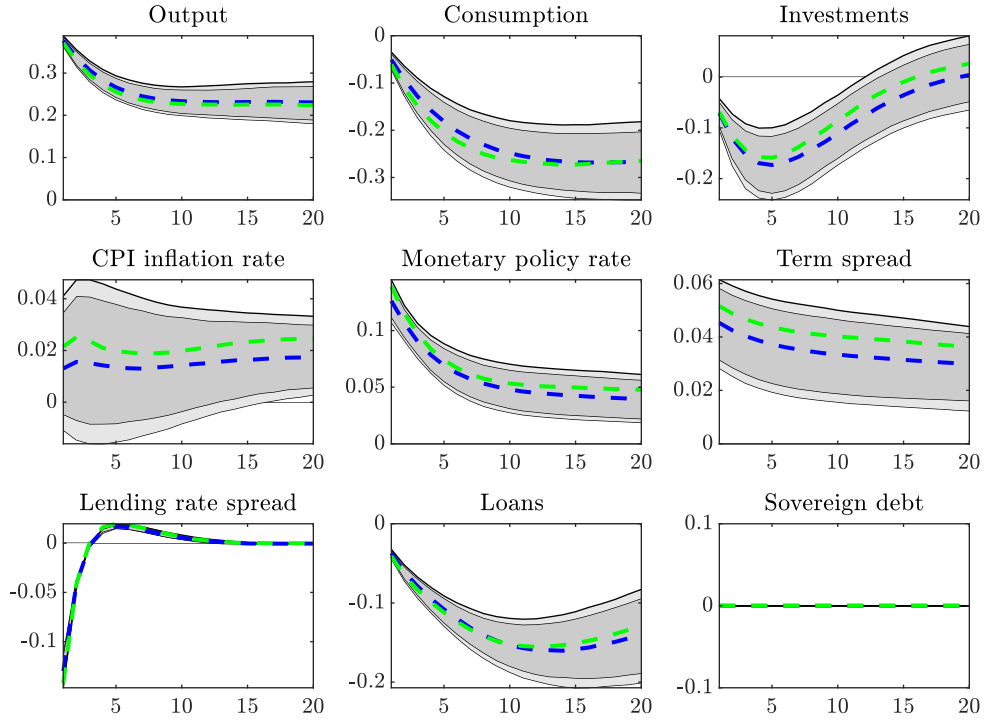 Output
Consumption
Investments
0.3
0.2
0.1
0
5 10 15 20
0
-0.1
-0.2
-0.3
5 10 15 20
0
-0.1
-0.2
5 10 15 20
CPI inflation rate
Monetary policy rate
Term spread
0.04
0.02
0
5 10 15 20
0.1
0.05
0
5 10 15 20
0.06
0.04
0.02
0
5 10 15 20
Lending rate spread
Loans
Sovereign debt
0
-0.05
-0.1
5 10 15 20
0
-0.1
-0.2
5 10 15 20
0.1
0
-0.1
5 10 15 20